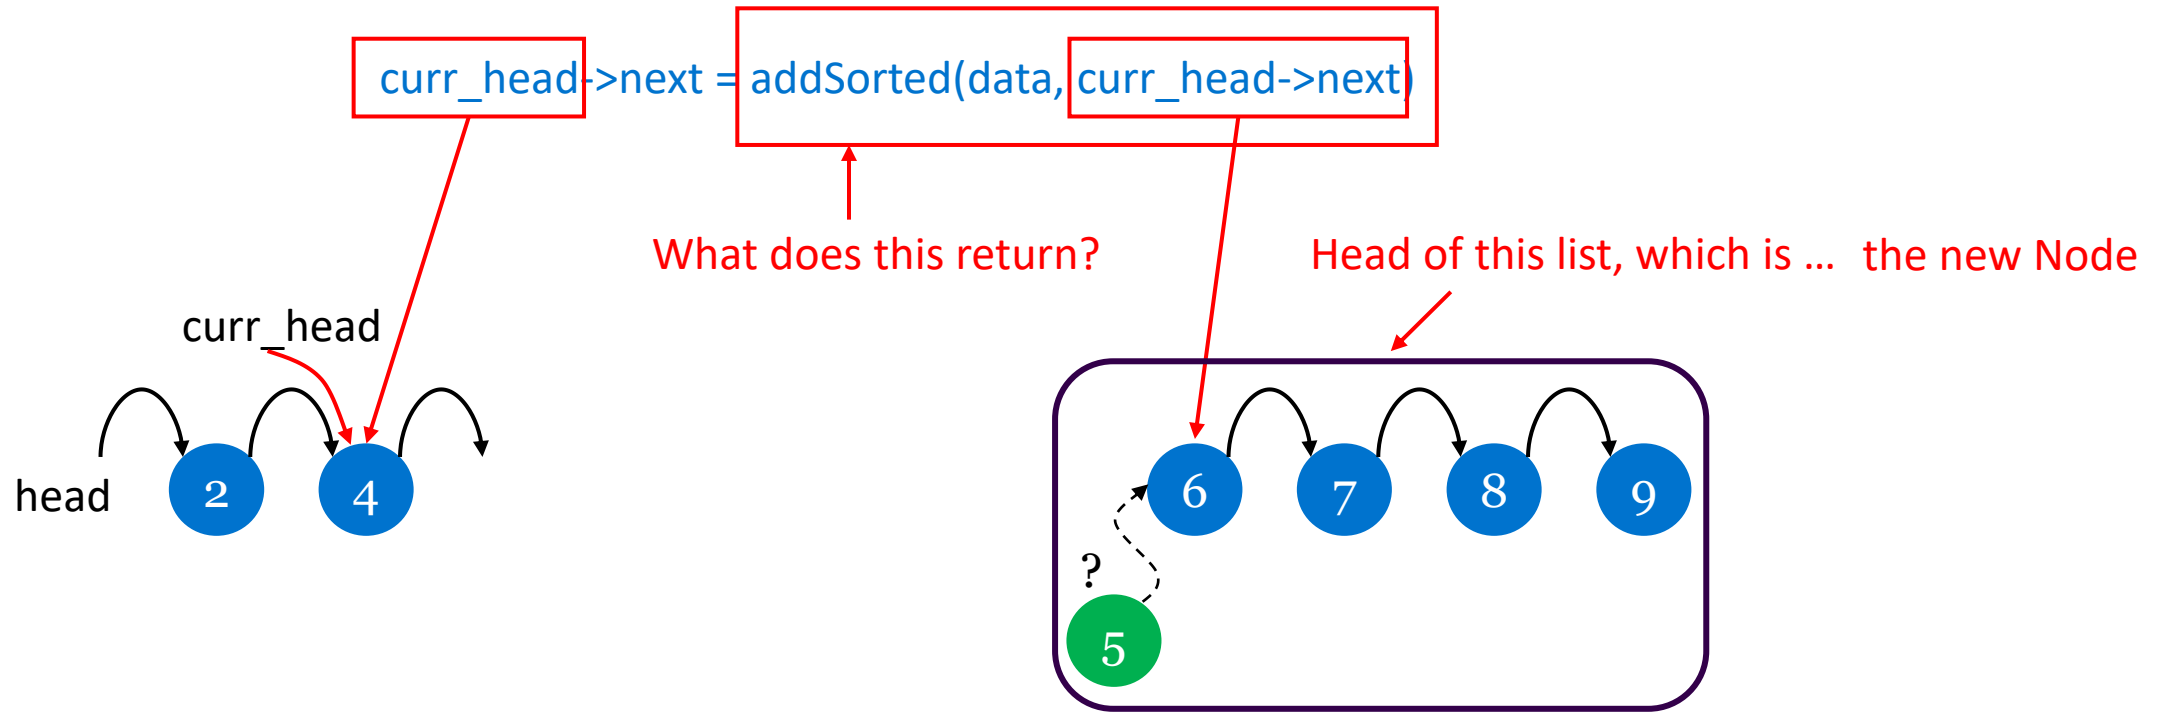 curr_head->next = addSorted(data, curr_head->next)
What does this return?
Head of this list, which is … the new Node
curr_head
head
2 4 6 7 8 9
?
5